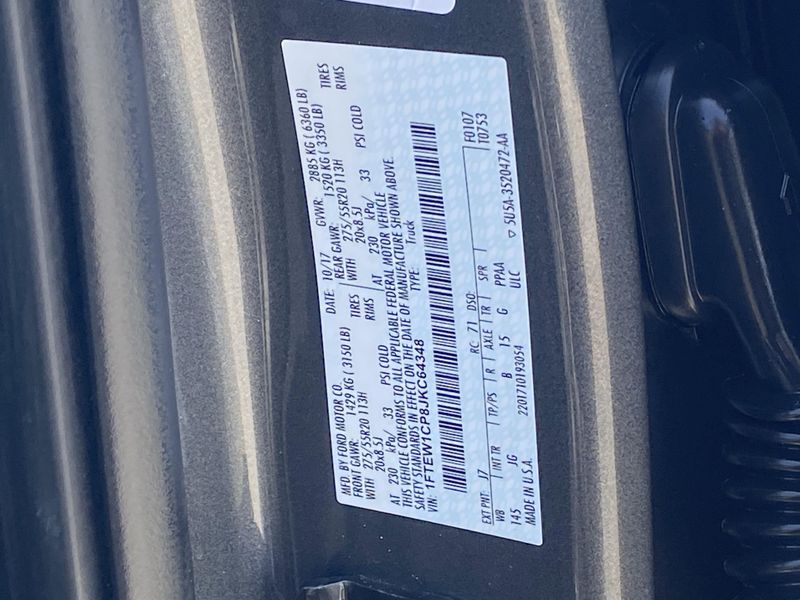 MFD. BY FORD MOTOR CO.
DATE: 10/17 GVWR: 2885 KG ( 6360 LB)
FRONT GAWR: 1429 KG ( 3150 LB) REAR GAWR: 1520 KG ( 3350 LB)
WITH 275/55R20 113H TIRES WITH 275/55R20 113H TIRES
20x8.5J RIMS 20x8.5J RIMS
AT 230 kPa/ 33 PSI COLD AT 230 kPa/ 33 PSI COLD
THIS VEHICLE CONFORMS TO ALL APPLICABLE FEDERAL MOTOR VEHICLE
SAFETY STANDARDS IN EFFECT ON THE DATE OF MANUFACTURE SHOWN ABOVE.
VIN: 1FTEW1CP8JKC64348 TYPE: Truck
F0107
T0753
EXT PNT: J7 RC: 71 DSO:
WB INT TR TP/PS R AXLE TR SPR
145 JG B 15 G PPAA
ULC
MADE IN U.S.A. 2201710193054 5U5A-3520472-AA